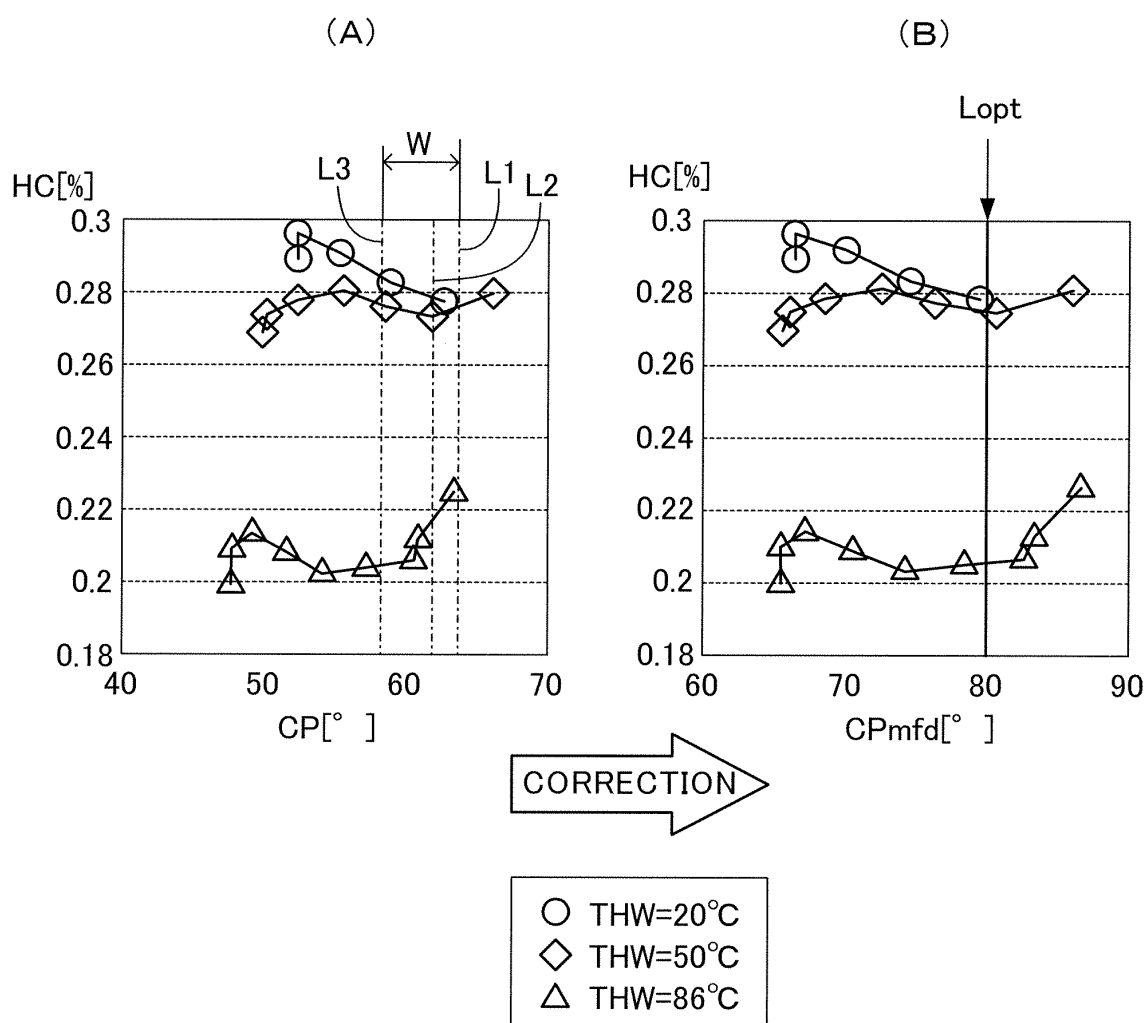 (A)
(B)
Lopt
W
L3
L1
L2
HC[%]
HC[%]
0.3
0.28
0.26
0.24
0.22
0.2
0.18
0.3
0.28
0.26
0.24
0.22
0.2
0.18
40 50 60 70
60 70 80 90
CP[° ]
CPmfd[° ]
CORRECTION
THW=20℃
THW=50℃
THW=86℃